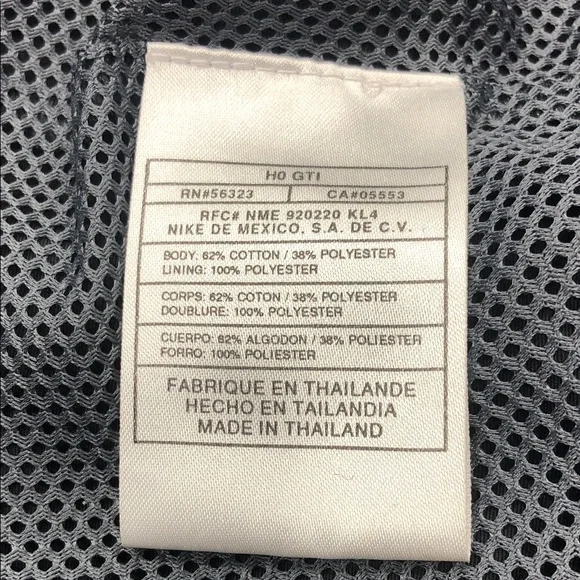 H0 GTI
RN#56323 CA#05553
RFC# NME 920220 KL4
NIKE DE MEXICO, S.A. DE C.V.
BODY: 62% COTTON / 38% POLYESTER
LINING: 100% POLYESTER
CORPS: 62% COTON / 38% POLYESTER
DOUBLURE: 100% POLYESTER
CUERPO: 62% ALGODON / 38% POLIESTER
FORRO: 100% POLIESTER
FABRIQUE EN THAILANDE
HECHO EN TAILANDIA
MADE IN THAILAND